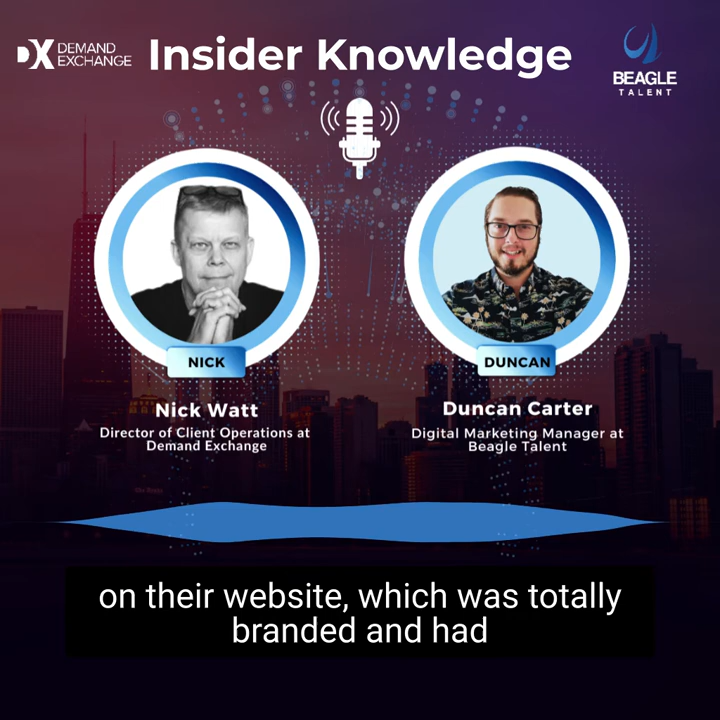 DX DEMAND
EXCHANGE
Insider Knowledge
BEAGLE
TALENT
NICK
DUNCAN
Nick Watt
Director of Client Operations at
Demand Exchange
Duncan Carter
Digital Marketing Manager at
Beagle Talent
on their website, which was totally
branded and had